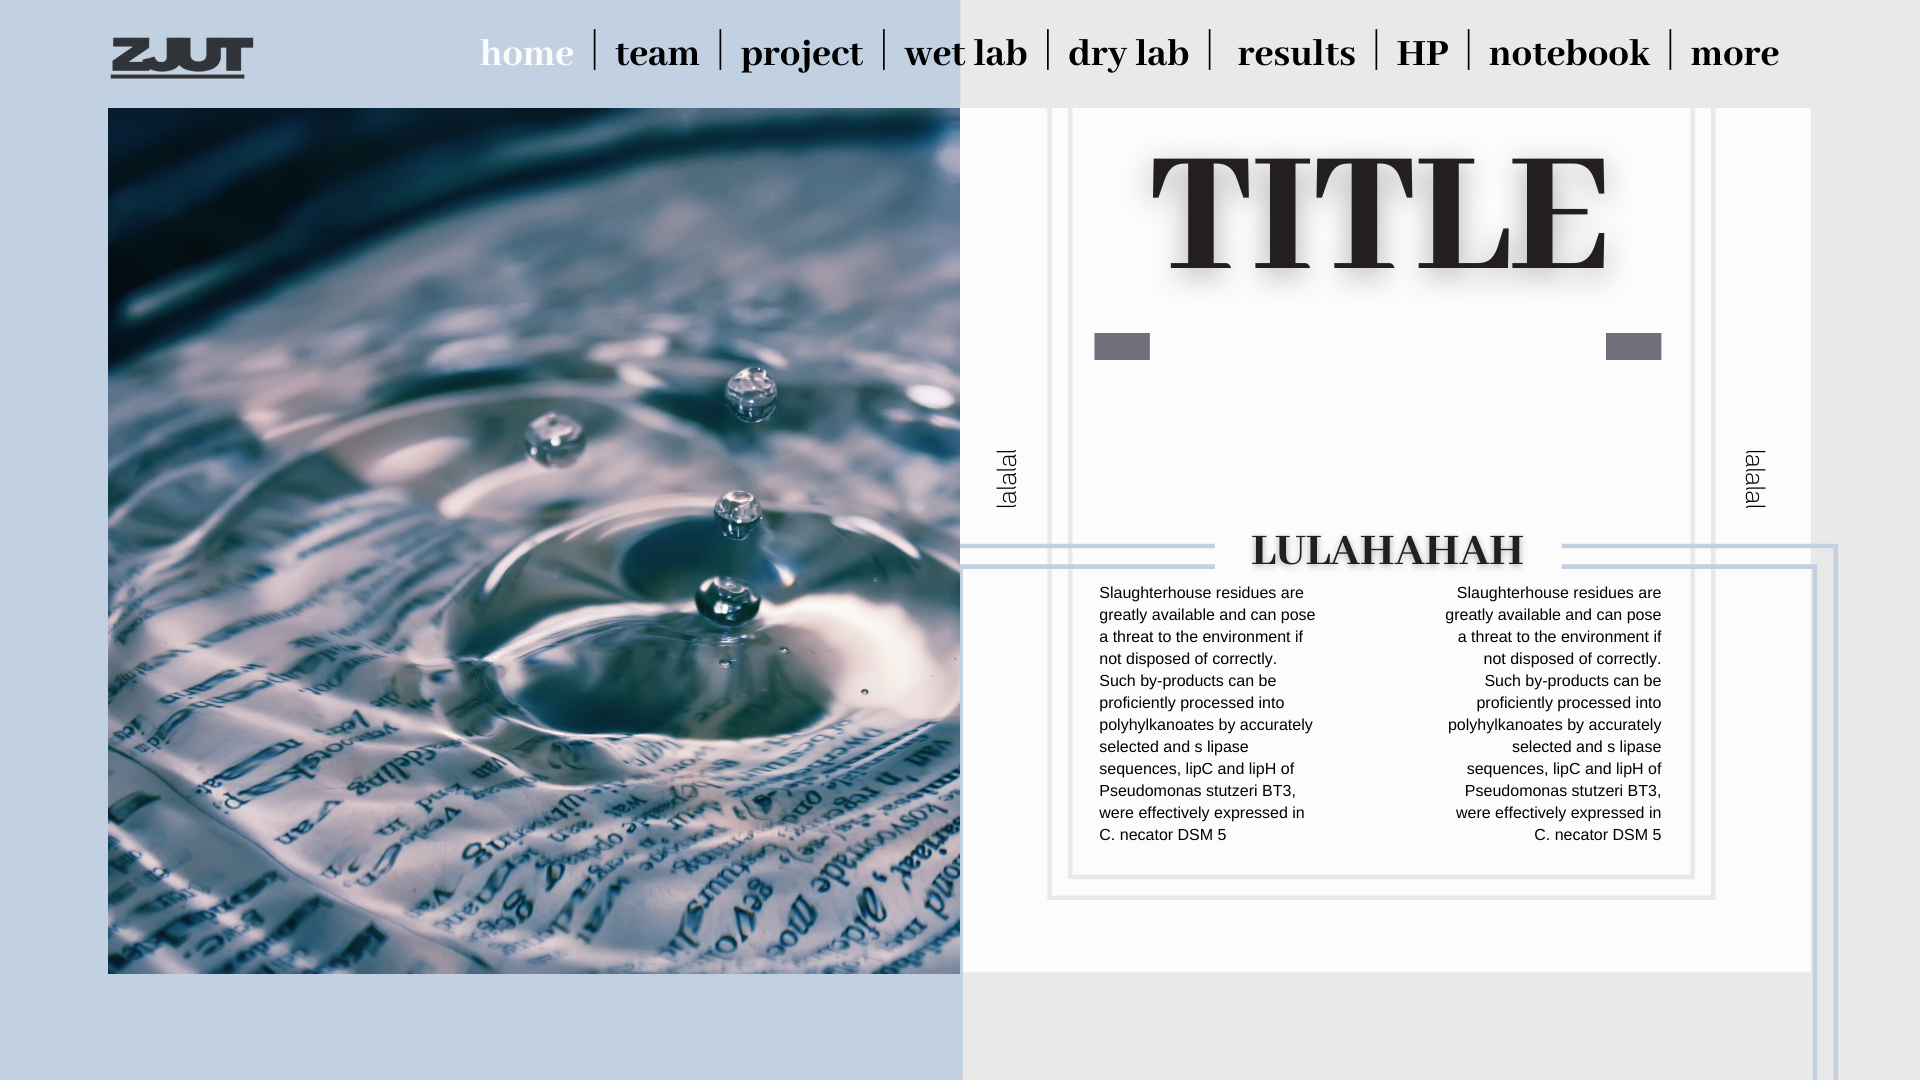 ZJUT
home | team | project | wet lab | dry lab | results | HP | notebook | more
TITLE
lalalal
lalalal
LULAHAHAH
Slaughterhouse residues are
greatly available and can pose
a threat to the environment if
not disposed of correctly.
Such by-products can be
proficiently processed into
polyhylkanoates by accurately
selected and s lipase
sequences, lipC and lipH of
Pseudomonas stutzeri BT3,
were effectively expressed in
C. necator DSM 5
Slaughterhouse residues are
greatly available and can pose
a threat to the environment if
not disposed of correctly.
Such by-products can be
proficiently processed into
polyhylkanoates by accurately
selected and s lipase
sequences, lipC and lipH of
Pseudomonas stutzeri BT3,
were effectively expressed in
C. necator DSM 5